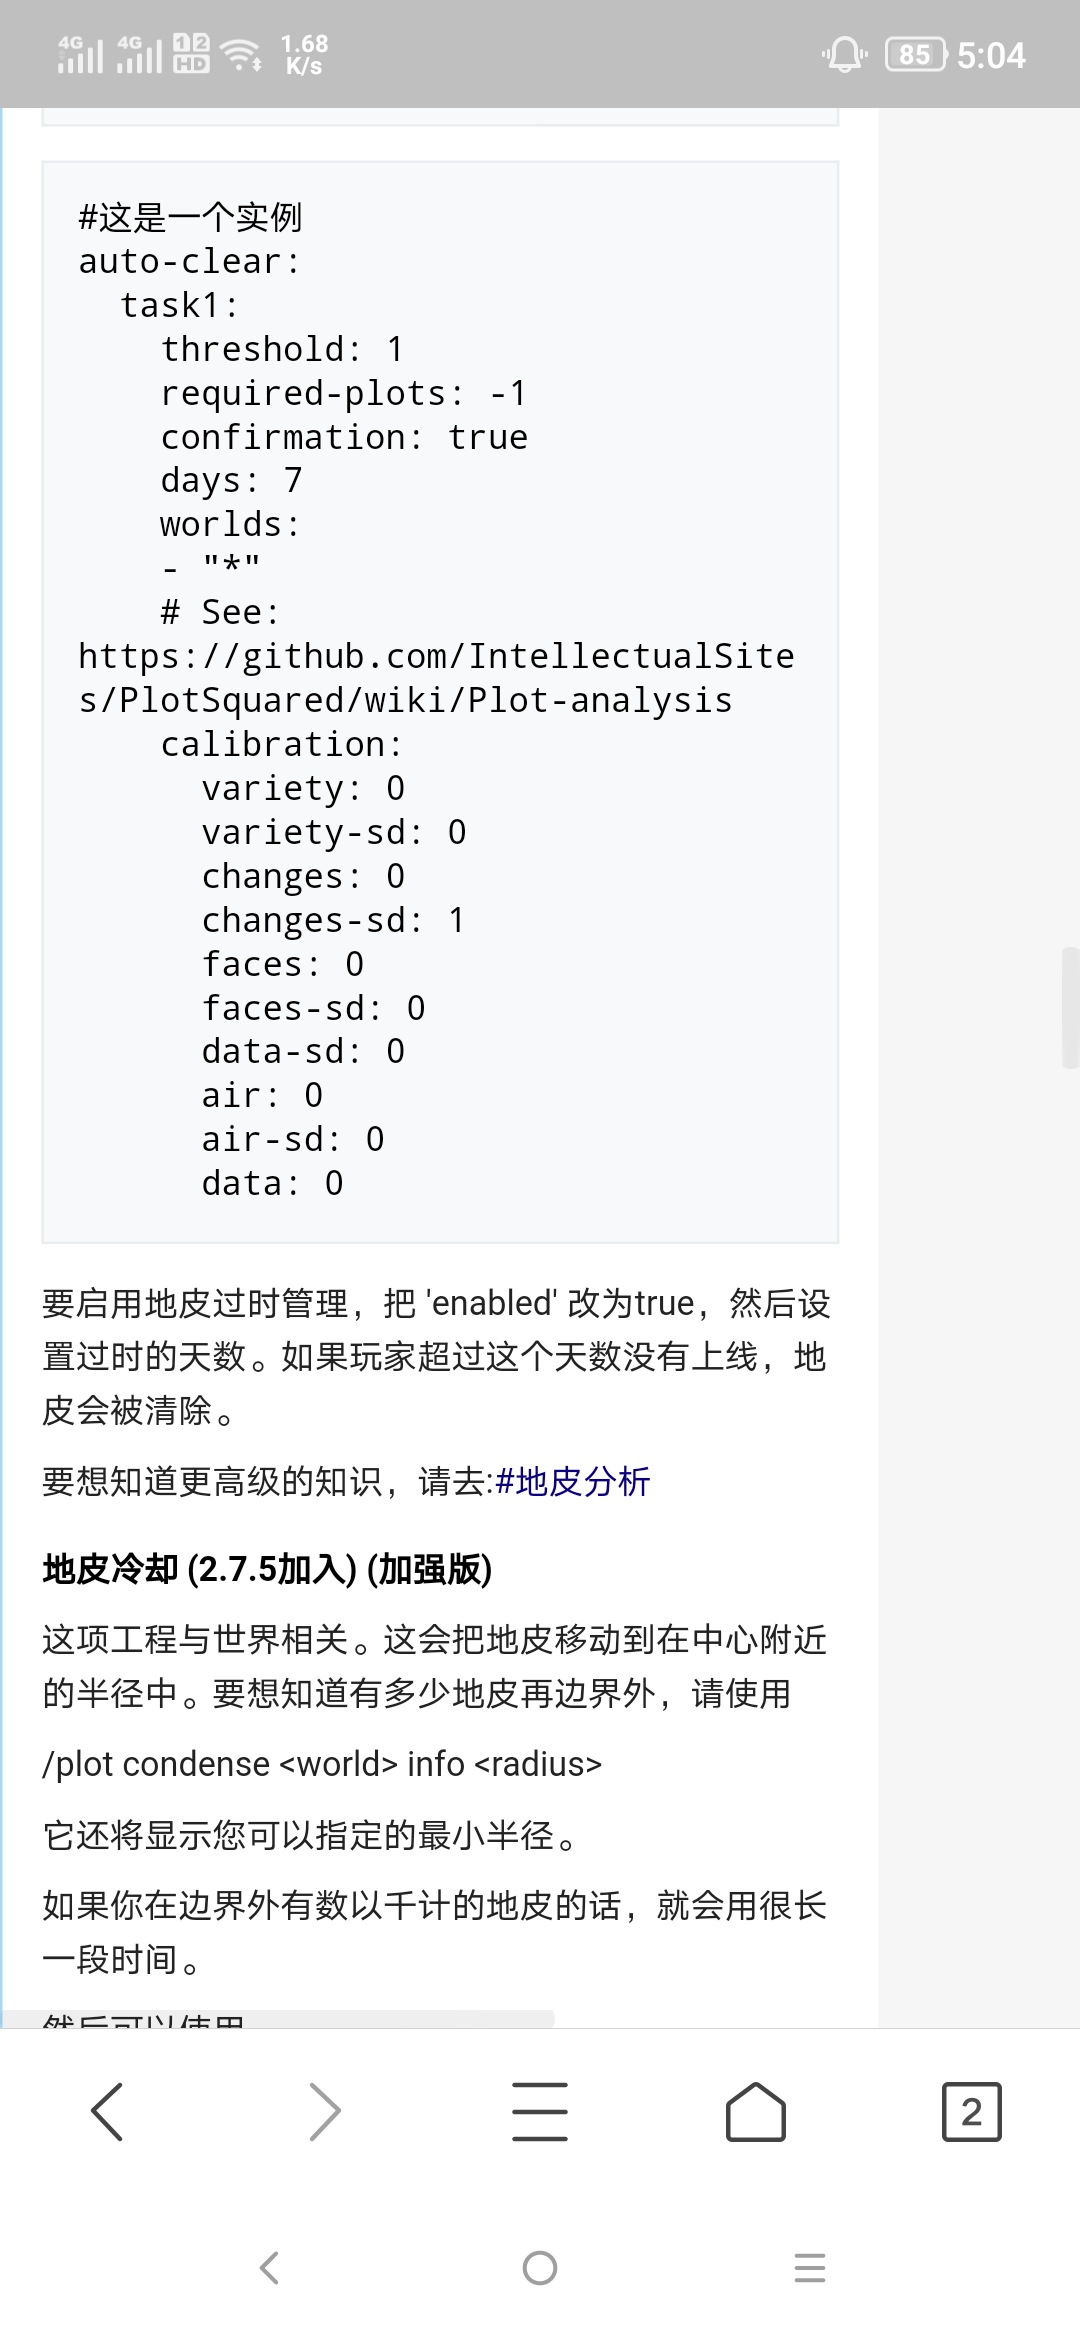 4G 4G 1 2 HD 1.68 K/s 85 5:04
#这是一个实例
auto-clear:
  task1:
    threshold: 1
    required-plots: -1
    confirmation: true
    days: 7
    worlds:
    - "*"
    # See:
https://github.com/IntellectualSite
s/PlotSquared/wiki/Plot-analysis
    calibration:
      variety: 0
      variety-sd: 0
      changes: 0
      changes-sd: 1
      faces: 0
      faces-sd: 0
      data-sd: 0
      air: 0
      air-sd: 0
      data: 0
要启用地皮过时管理，把 'enabled' 改为true，然后设
置过时的天数。如果玩家超过这个天数没有上线，地
皮会被清除。
要想知道更高级的知识，请去:#地皮分析
地皮冷却 (2.7.5加入) (加强版)
这项工程与世界相关。这会把地皮移动到在中心附近
的半径中。要想知道有多少地皮再边界外，请使用
/plot condense <world> info <radius>
它还将显示您可以指定的最小半径。
如果你在边界外有数以千计的地皮的话，就会用很长
一段时间。
然后可以使用
2